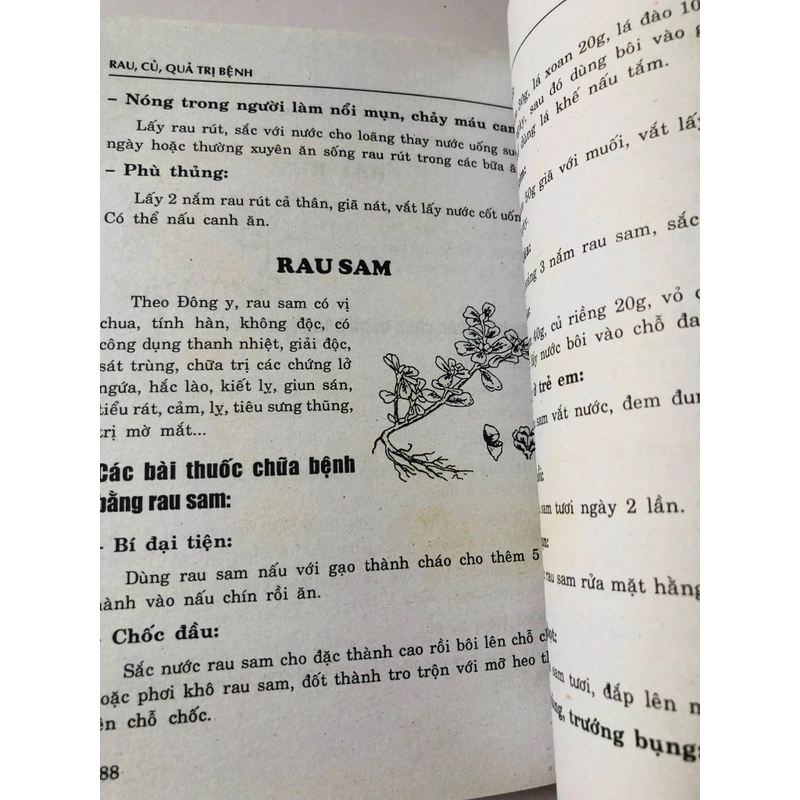 RAU, CỦ, QUẢ TRỊ BỆNH
– Nóng trong người làm nổi mụn, chảy máu cam
Lấy rau rút, sắc với nước cho loãng thay nước uống
ngày hoặc thường xuyên ăn sống rau rút trong các bữa
– Phù thủng:
Lấy 2 nắm rau rút cả thân, giã nát, vắt lấy nước cốt uốn
Có thể nấu canh ăn.
RAU SAM
Theo Đông y, rau sam có vị
chua, tính hàn, không độc, có
công dụng thanh nhiệt, giải độc,
sát trùng, chữa trị các chứng lở
ngứa, hắc lào, kiết lỵ, giun sán,
tiểu rát, cảm, lỵ, tiêu sưng thũng,
trị mờ mắt...
Các bài thuốc chữa bệnh
bằng rau sam:
– Bí đại tiện:
Dùng rau sam nấu với gạo thành cháo cho thêm 5
hành vào nấu chín rồi ăn.
– Chốc đầu:
Sắc nước rau sam cho đặc thành cao rồi bôi lên chỗ
hoặc phơi khô rau sam, đốt thành tro trộn với mỡ heo
lên chỗ chốc.
88
30g, lá xoan 20g, lá đào 10
sau đó dùng bôi vào
dùng lá khế nấu tắm.
50g giã với muối, vắt lấy
3 nắm rau sam, sắc
40g, củ riềng 20g, vỏ
lấy nước bôi vào chỗ đa
ở trẻ em:
sam vắt nước, đem đun
sam tươi ngày 2 lần.
rau sam rửa mặt hằng
sam tươi, đắp lên
trướng bụng: